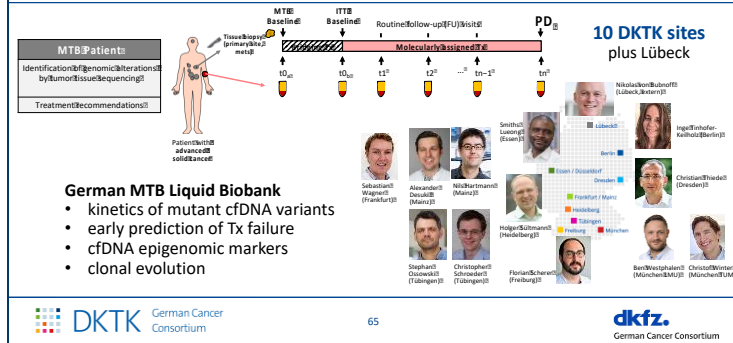 MTB
Baseline
ITT
Baseline
Routine follow-up (FU) visits
PD
Tissue biopsy
(primary site,
mets)
Molecularly assigned Tx
t0a
t0b
t1
t2
...
tn−1
tn
MTB Patient
Identification of genomic alterations
by tumor tissue sequencing
Treatment recommendations
Patient with
advanced
solid cancer
10 DKTK sites
plus Lübeck
Nikolas von Bubnoff
(Lübeck, extern)
Smiths
Lueong
(Essen)
Inge Tinhofer-
Keilholz (Berlin)
Sebastian
Wagner
(Frankfurt)
Alexander
Desuki
(Mainz)
Nils Hartmann
(Mainz)
Christian Thiede
(Dresden)
Holger Sültmann
(Heidelberg)
Stephan
Ossowski
(Tübingen)
Christopher
Schroeder
(Tübingen)
Florian Scherer
(Freiburg)
Ben Westphalen
(München LMU)
Christof Winter
(München TUM)
Lübeck
Berlin
Essen / Düsseldorf
Dresden
Frankfurt / Mainz
Heidelberg
Tübingen
Freiburg
München
German MTB Liquid Biobank
• kinetics of mutant cfDNA variants
• early prediction of Tx failure
• cfDNA epigenomic markers
• clonal evolution
DKTK German Cancer
Consortium
65
dkfz.
German Cancer Consortium